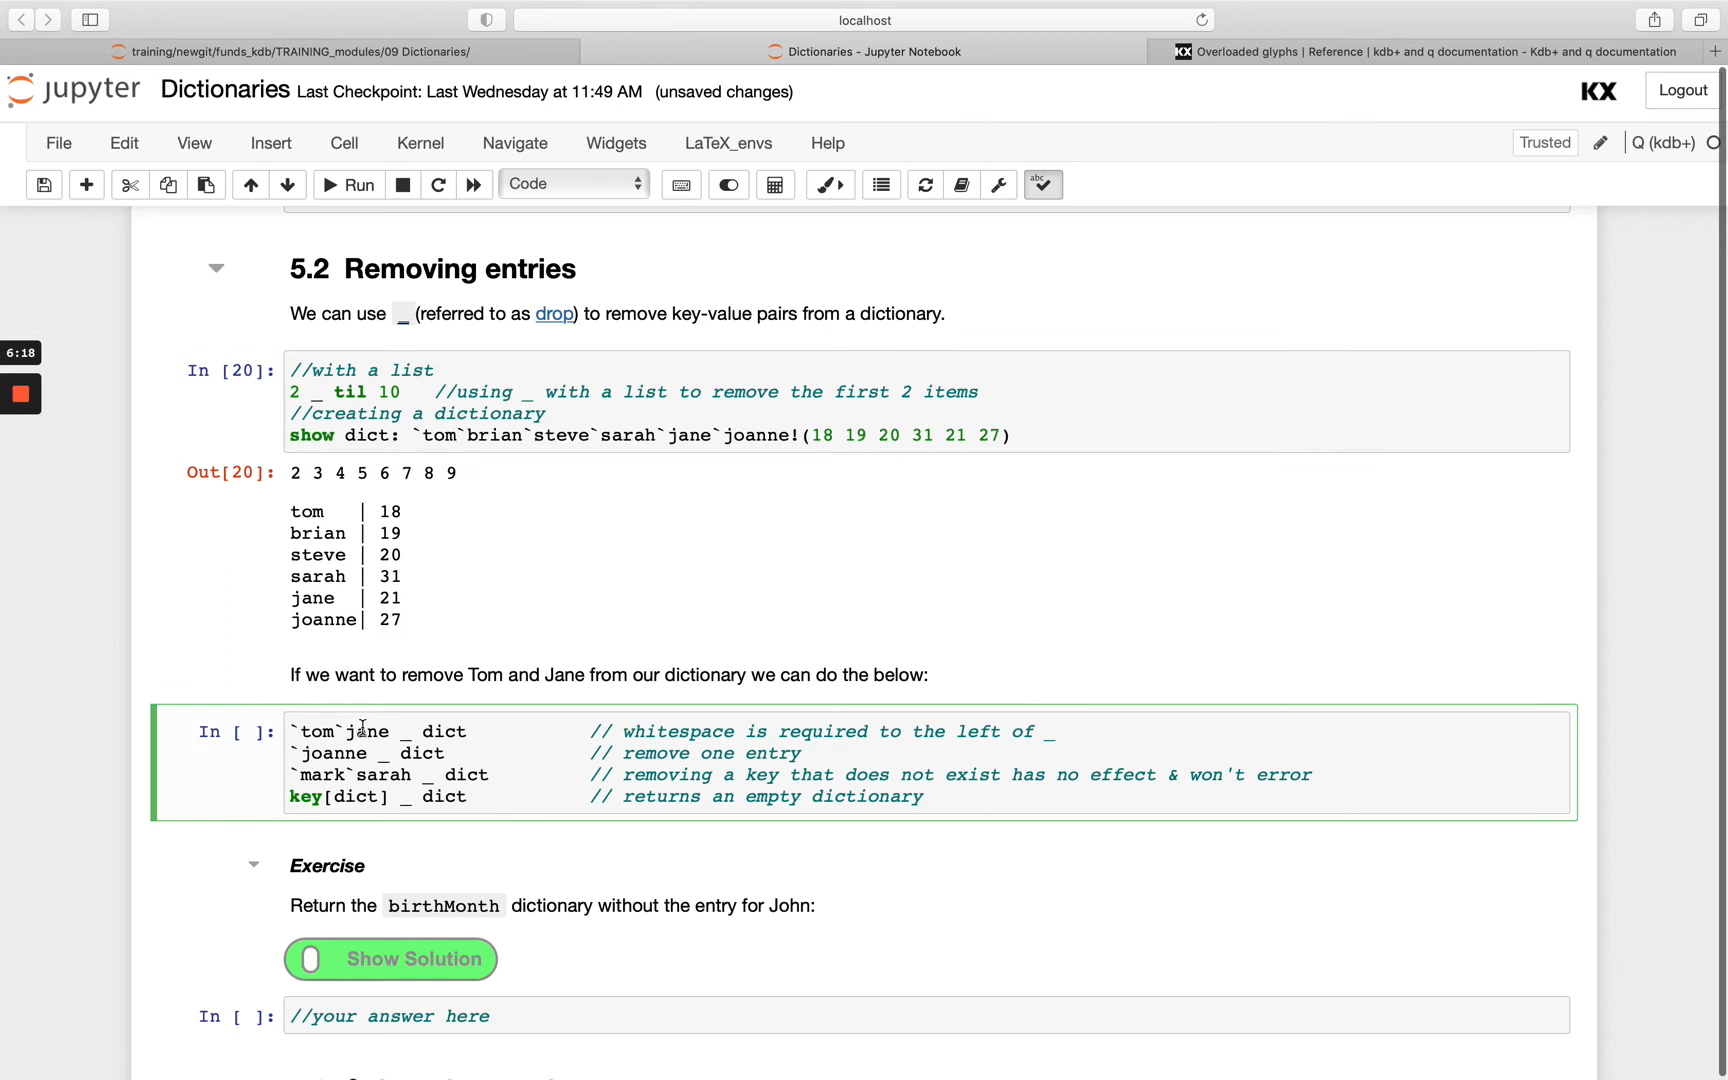 localhost
training/newgit/funds_kdb/TRAINING_modules/09 Dictionaries/
Dictionaries - Jupyter Notebook
KX Overloaded glyphs | Reference | kdb+ and q documentation - Kdb+ and q documentation
jupyter Dictionaries Last Checkpoint: Last Wednesday at 11:49 AM (unsaved changes)
KX
Logout
File Edit View Insert Cell Kernel Navigate Widgets LaTeX_envs Help
Trusted
Q (kdb+)
Run
Code
abc
5.2 Removing entries
We can use _ (referred to as drop) to remove key-value pairs from a dictionary.
6:18
In [20]:
//with a list
2 _ til 10 //using _ with a list to remove the first 2 items
//creating a dictionary
show dict: `tom`brian`steve`sarah`jane`joanne!(18 19 20 31 21 27)
Out[20]: 2 3 4 5 6 7 8 9
tom | 18
brian | 19
steve | 20
sarah | 31
jane | 21
joanne| 27
If we want to remove Tom and Jane from our dictionary we can do the below:
In [ ]:
`tom`jane _ dict // whitespace is required to the left of _
`joanne _ dict // remove one entry
`mark`sarah _ dict // removing a key that does not exist has no effect & won't error
key[dict] _ dict // returns an empty dictionary
Exercise
Return the birthMonth dictionary without the entry for John:
Show Solution
In [ ]: //your answer here